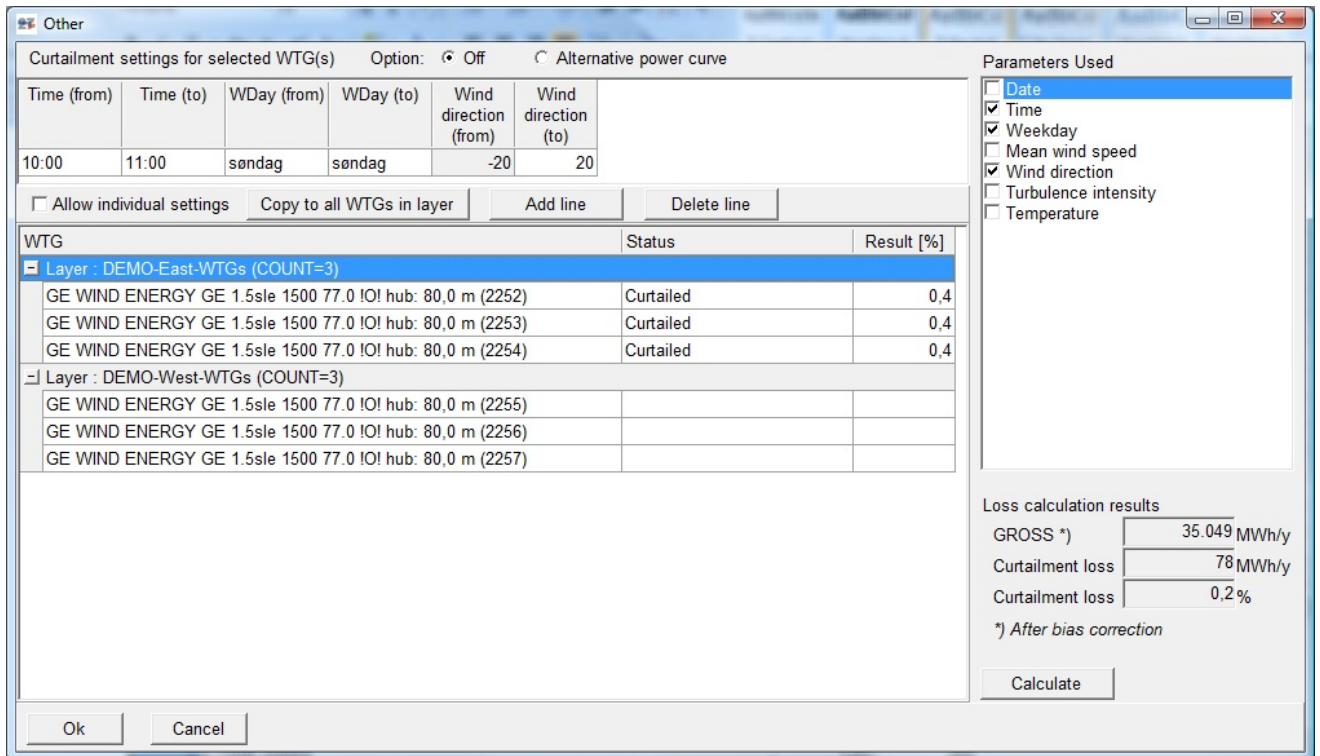 Other
Curtailment settings for selected WTG(s) Option: Off Alternative power curve
Time (from) Time (to) WDay (from) WDay (to) Wind direction (from) Wind direction (to)
10:00 11:00 søndag søndag -20 20
Allow individual settings Copy to all WTGs in layer Add line Delete line
WTG Status Result [%]
Layer : DEMO-East-WTGs (COUNT=3)
GE WIND ENERGY GE 1.5sle 1500 77.0 !O! hub: 80,0 m (2252) Curtailed 0,4
GE WIND ENERGY GE 1.5sle 1500 77.0 !O! hub: 80,0 m (2253) Curtailed 0,4
GE WIND ENERGY GE 1.5sle 1500 77.0 !O! hub: 80,0 m (2254) Curtailed 0,4
Layer : DEMO-West-WTGs (COUNT=3)
GE WIND ENERGY GE 1.5sle 1500 77.0 !O! hub: 80,0 m (2255)
GE WIND ENERGY GE 1.5sle 1500 77.0 !O! hub: 80,0 m (2256)
GE WIND ENERGY GE 1.5sle 1500 77.0 !O! hub: 80,0 m (2257)
Parameters Used
Date
Time
Weekday
Mean wind speed
Wind direction
Turbulence intensity
Temperature
Loss calculation results
GROSS *) 35.049 MWh/y
Curtailment loss 78 MWh/y
Curtailment loss 0,2 %
*) After bias correction
Calculate
Ok Cancel